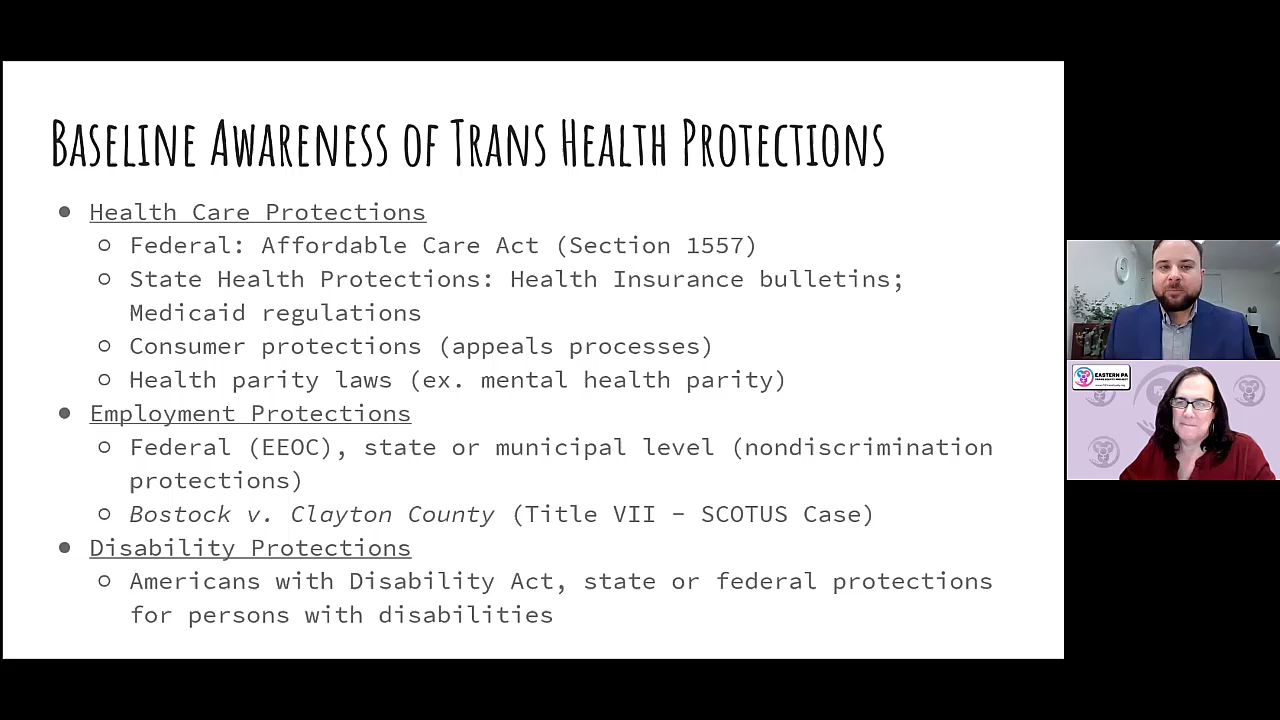 BASELINE AWARENESS OF TRANS HEALTH PROTECTIONS
Health Care Protections
Federal: Affordable Care Act (Section 1557)
State Health Protections: Health Insurance bulletins;
Medicaid regulations
Consumer protections (appeals processes)
Health parity laws (ex. mental health parity)
Employment Protections
Federal (EEOC), state or municipal level (nondiscrimination
protections)
Bostock v. Clayton County (Title VII - SCOTUS Case)
Disability Protections
Americans with Disability Act, state or federal protections
for persons with disabilities
EASTERN PA
TRANS EQUITY PROJECT